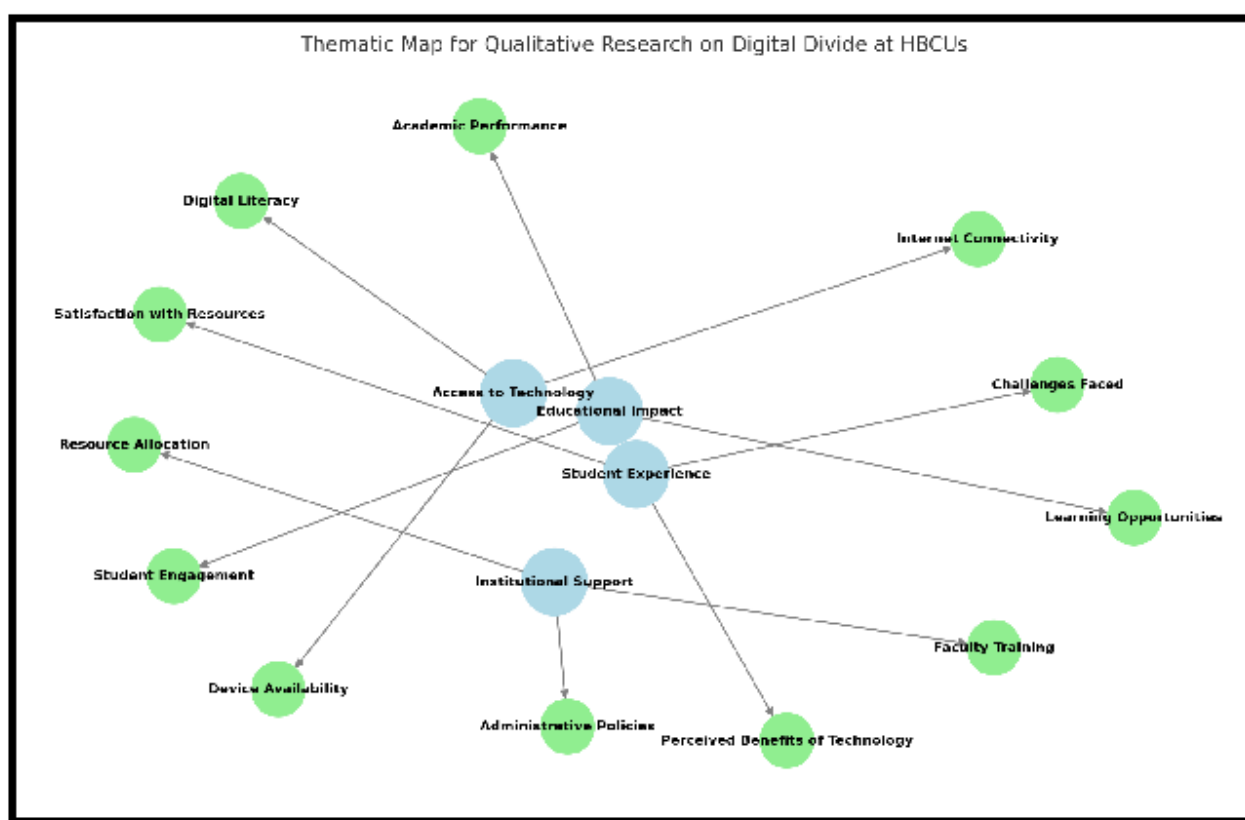 Thematic Map for Qualitative Research on Digital Divide at HBCUs
Academic Performance
Digital Literacy
Internet Connectivity
Satisfaction with Resources
Challenges Faced
Access to Technology
Educational Impact
Resource Allocation
Student Experience
Learning Opportunities
Student Engagement
Institutional Support
Faculty Training
Device Availability
Administrative Policies
Perceived Benefits of Technology